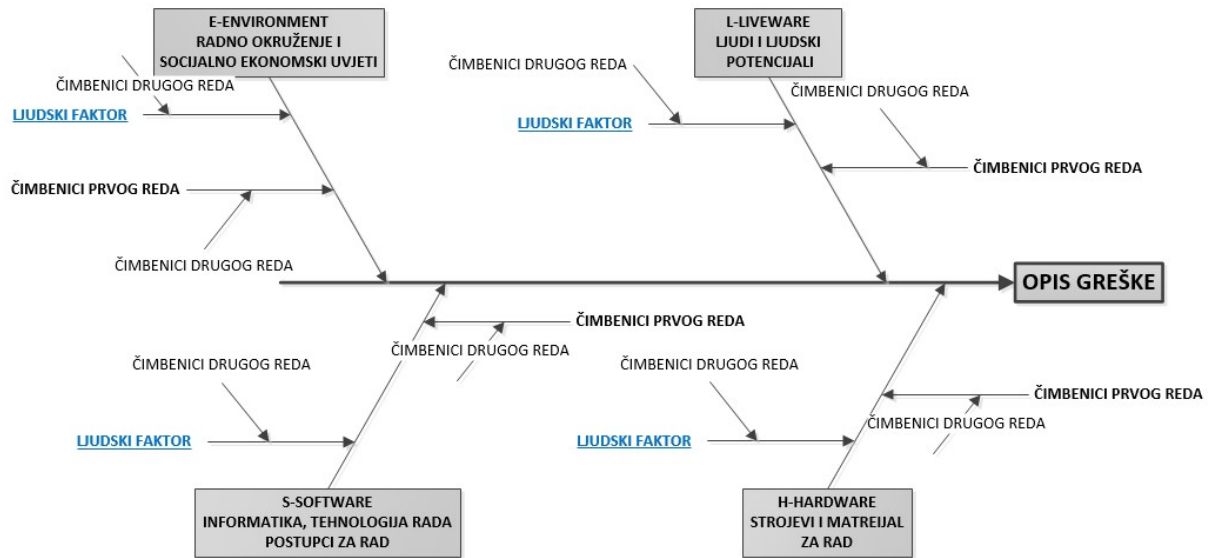 E-ENVIRONMENT
RADNO OKRUŽENJE I
SOCIJALNO EKONOMSKI UVJETI
L-LIVEWARE
LJUDI I LJUDSKI
POTENCIJALI
ČIMBENICI DRUGOG REDA
LJUDSKI FAKTOR
ČIMBENICI PRVOG REDA
ČIMBENICI DRUGOG REDA
ČIMBENICI DRUGOG REDA
LJUDSKI FAKTOR
ČIMBENICI DRUGOG REDA
ČIMBENICI PRVOG REDA
OPIS GREŠKE
ČIMBENICI PRVOG REDA
ČIMBENICI DRUGOG REDA
ČIMBENICI DRUGOG REDA
LJUDSKI FAKTOR
ČIMBENICI DRUGOG REDA
LJUDSKI FAKTOR
ČIMBENICI PRVOG REDA
ČIMBENICI DRUGOG REDA
S-SOFTWARE
INFORMATIKA, TEHNOLOGIJA RADA
POSTUPCI ZA RAD
H-HARDWARE
STROJEVI I MATREIJAL
ZA RAD